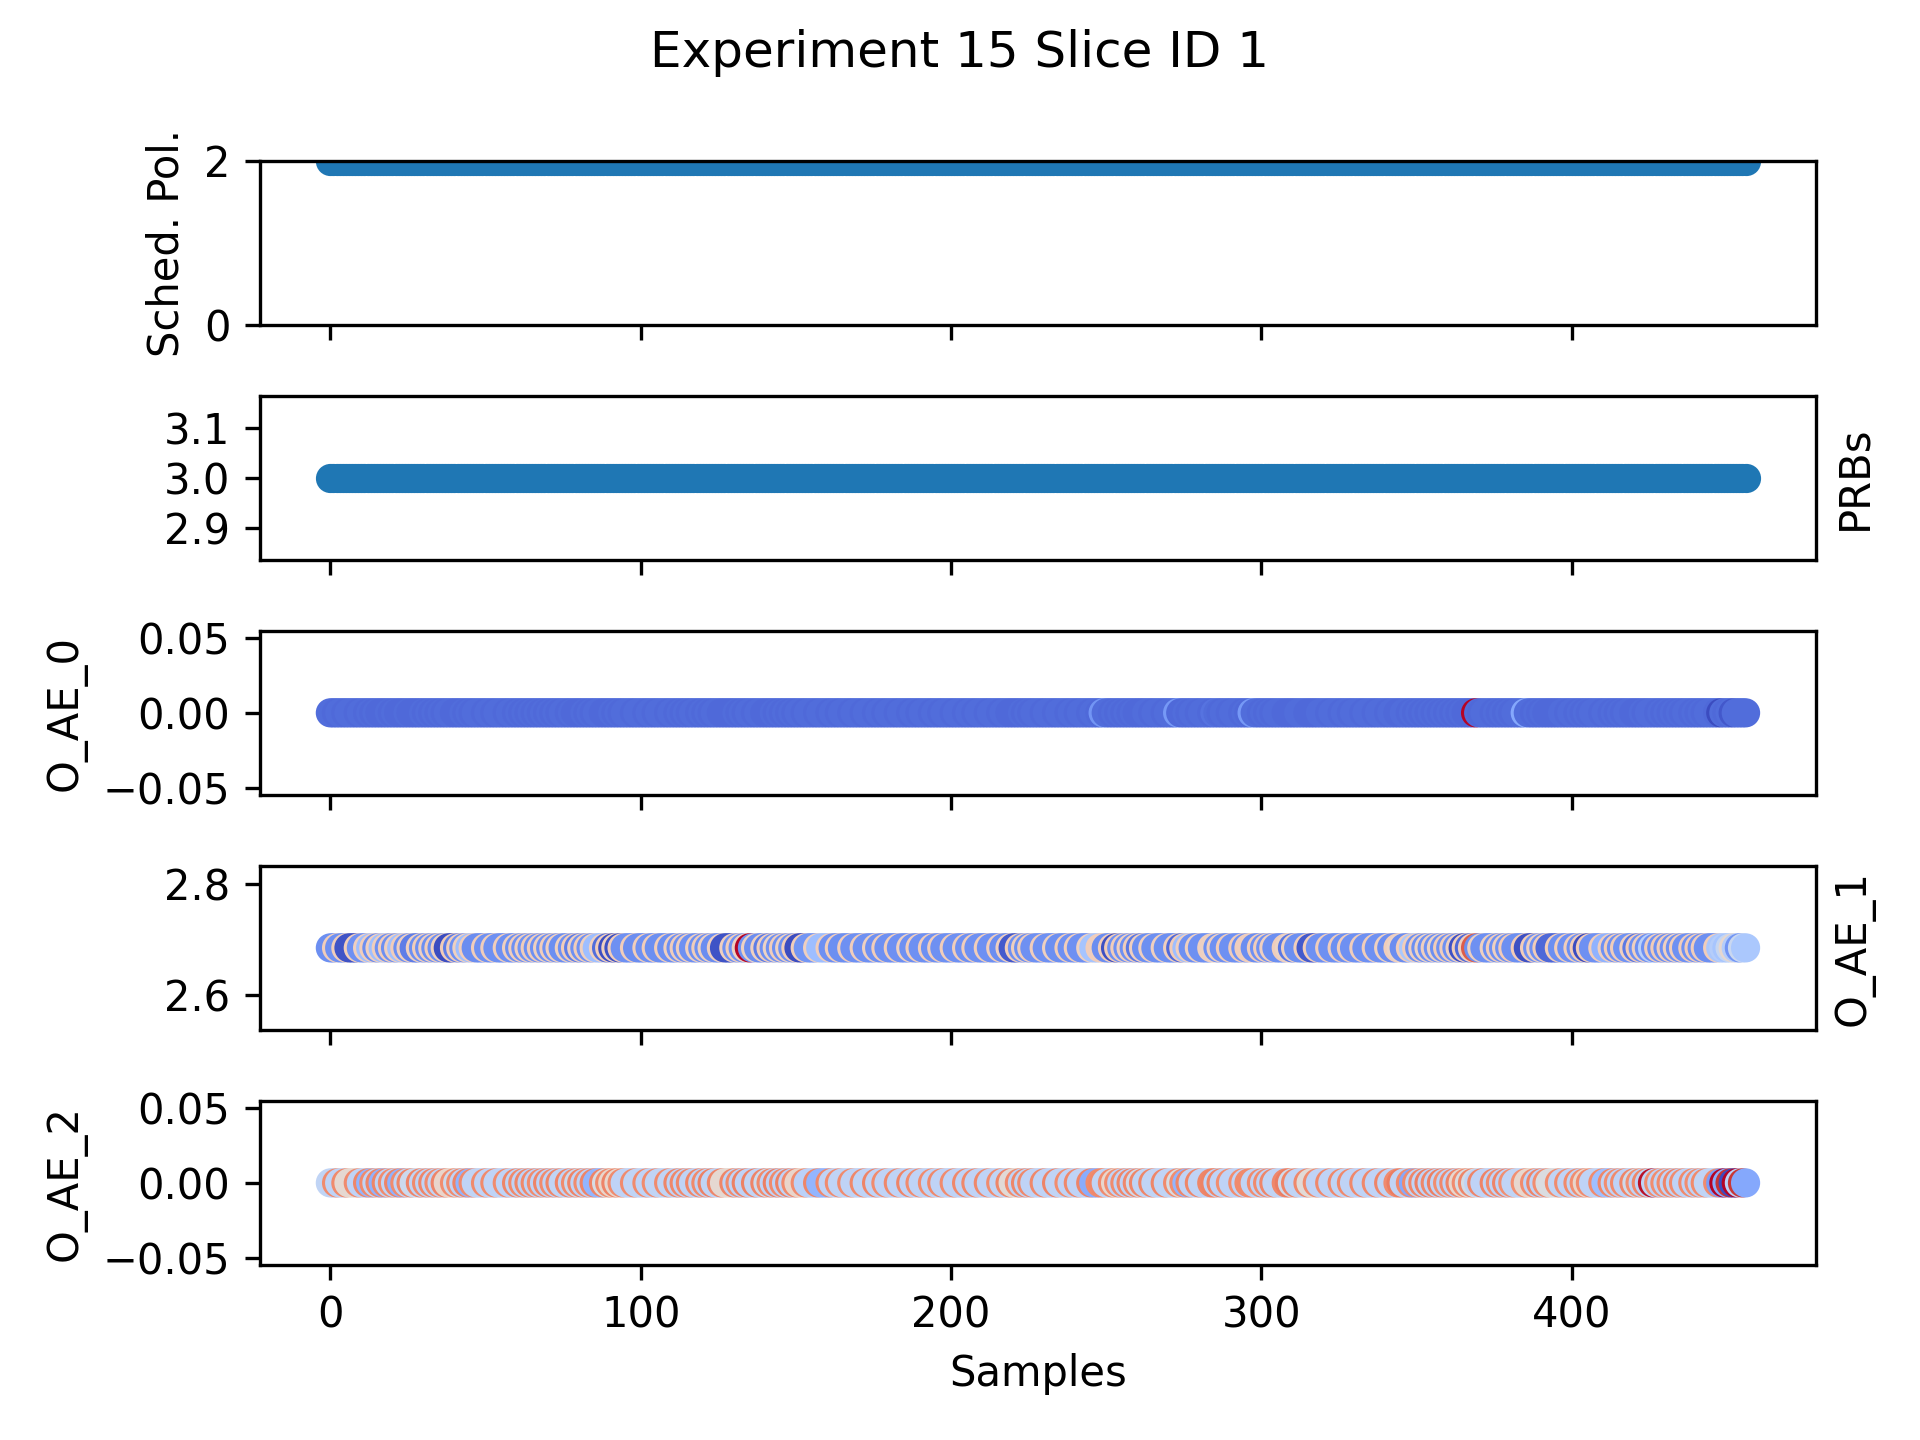 Experiment 15 Slice ID 1
Sched. Pol.
2
0
3.1
3.0
2.9
PRBs
O_AE_0
0.05
0.00
−0.05
2.8
2.6
O_AE_1
O_AE_2
0.05
0.00
−0.05
0 100 200 300 400
Samples